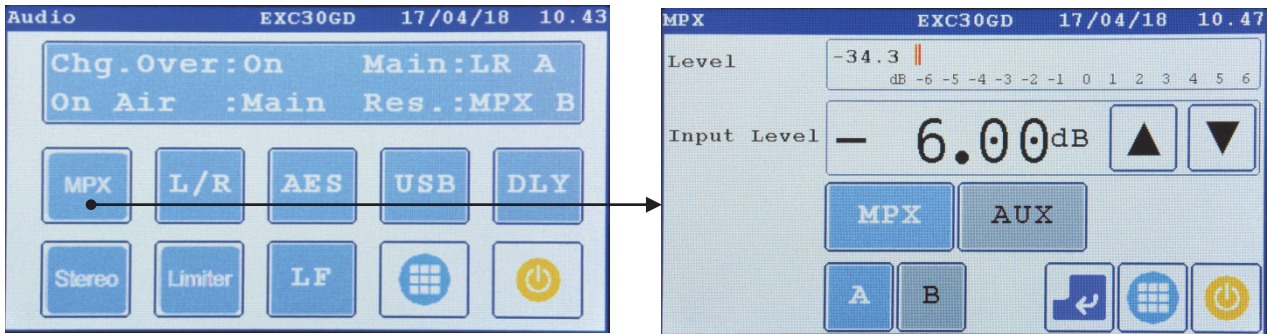 Audio EXC30GD 17/04/18 10.43
Chg.Over:On Main:LR A
On Air :Main Res.:MPX B
MPX L/R AES USB DLY
Stereo Limiter LF
MPX EXC30GD 17/04/18 10.47
Level -34.3
dB -6 -5 -4 -3 -2 -1 0 1 2 3 4 5 6
Input Level - 6.00dB
MPX AUX
A B